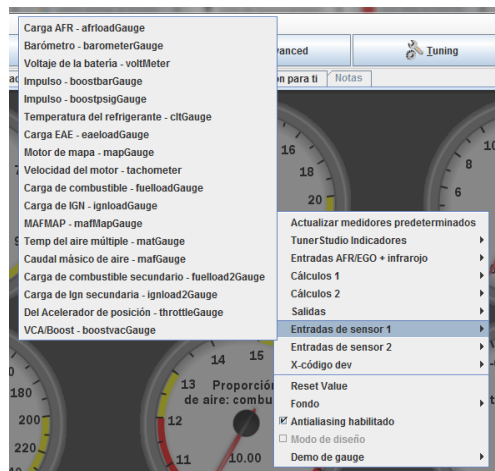 Carga AFR - afrloadGauge
Barómetro - barometerGauge
Voltaje de la batería - voltMeter
Impulso - boostbarGauge
Impulso - boostpsigGauge
Temperatura del refrigerante - cltGauge
Carga EAE - eaeloadGauge
Motor de mapa - mapGauge
Velocidad del motor - tachometer
Carga de combustible - fuelloadGauge
Carga de IGN - ignloadGauge
MAFMAP - mafMapGauge
Temp del aire múltiple - matGauge
Caudal másico de aire - mafGauge
Carga de combustible secundario - fuelload2Gauge
Carga de Ign secundaria - ignload2Gauge
Del Acelerador de posición - throttleGauge
VCA/Boost - boostvacGauge
anced
Tuning
n para ti
Notas
16
18
20
10
8
6
Actualizar medidores predeterminados
TunerStudio Indicadores
Entradas AFR/EGO + infrarojo
Cálculos 1
Cálculos 2
Salidas
Entradas de sensor 1
Entradas de sensor 2
X-código dev
Reset Value
Fondo
Antialiasing habilitado
Modo de diseño
Demo de gauge
180
200
220
14
15
13
Proporción
de aire: combu
12
11
10.00